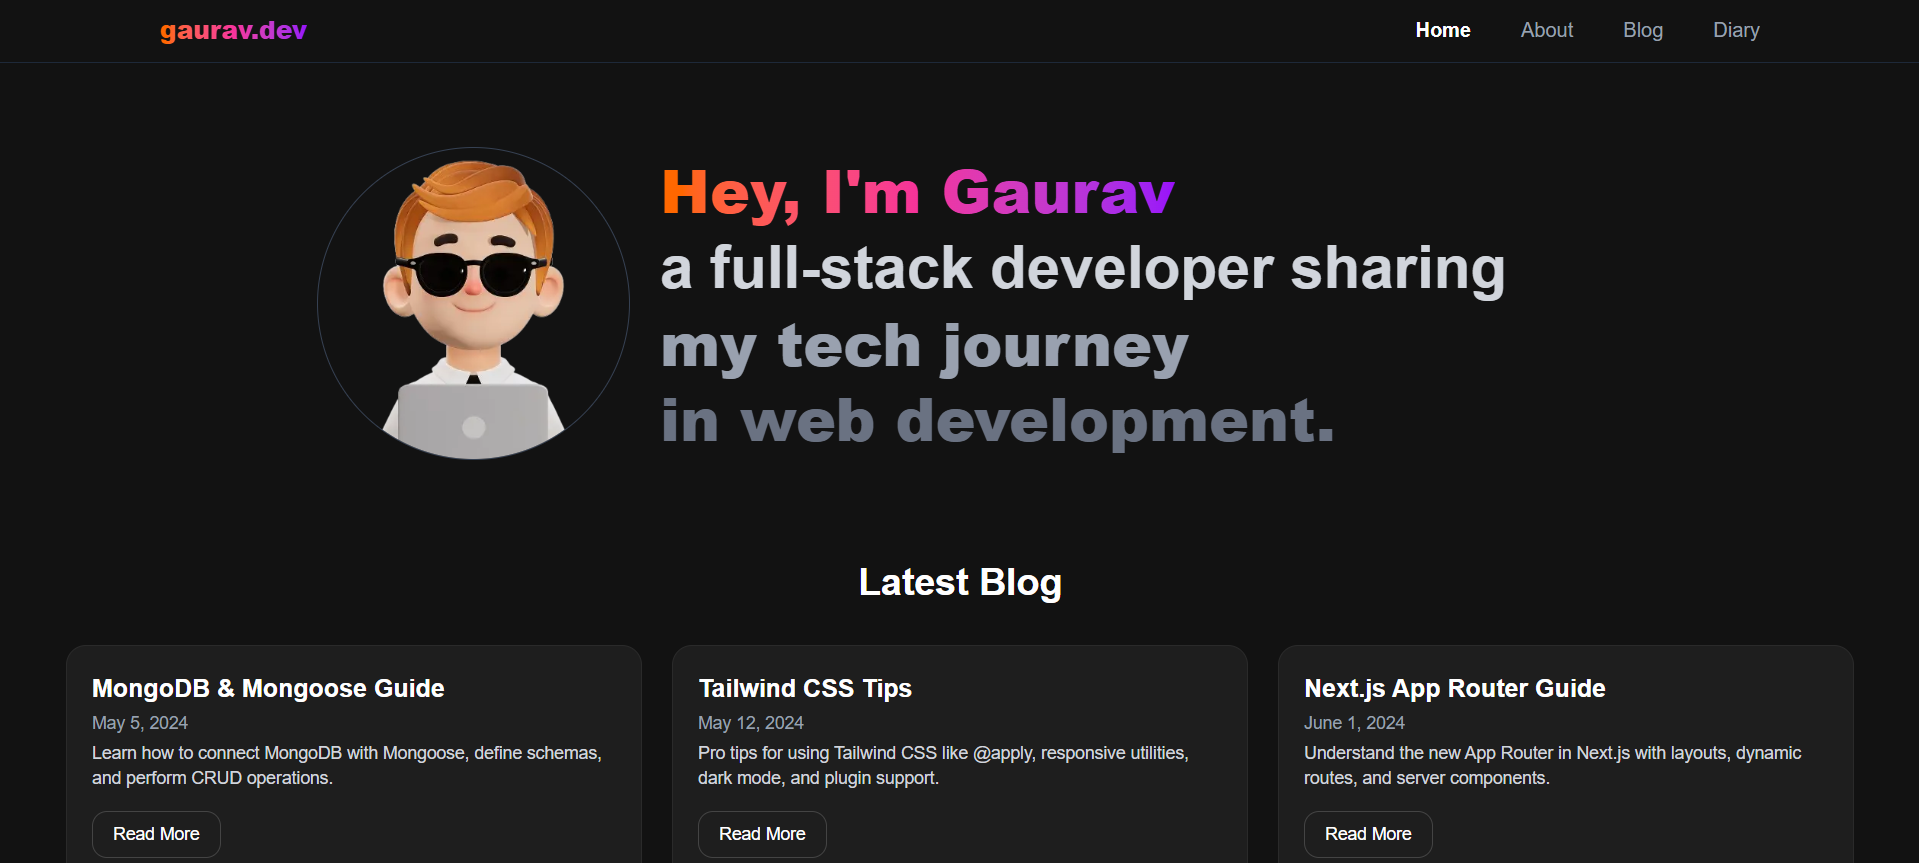 gaurav.dev
Home About Blog Diary
Hey, I'm Gaurav
a full-stack developer sharing
my tech journey
in web development.
Latest Blog
MongoDB & Mongoose Guide
May 5, 2024
Learn how to connect MongoDB with Mongoose, define schemas,
and perform CRUD operations.
Read More
Tailwind CSS Tips
May 12, 2024
Pro tips for using Tailwind CSS like @apply, responsive utilities,
dark mode, and plugin support.
Read More
Next.js App Router Guide
June 1, 2024
Understand the new App Router in Next.js with layouts, dynamic
routes, and server components.
Read More